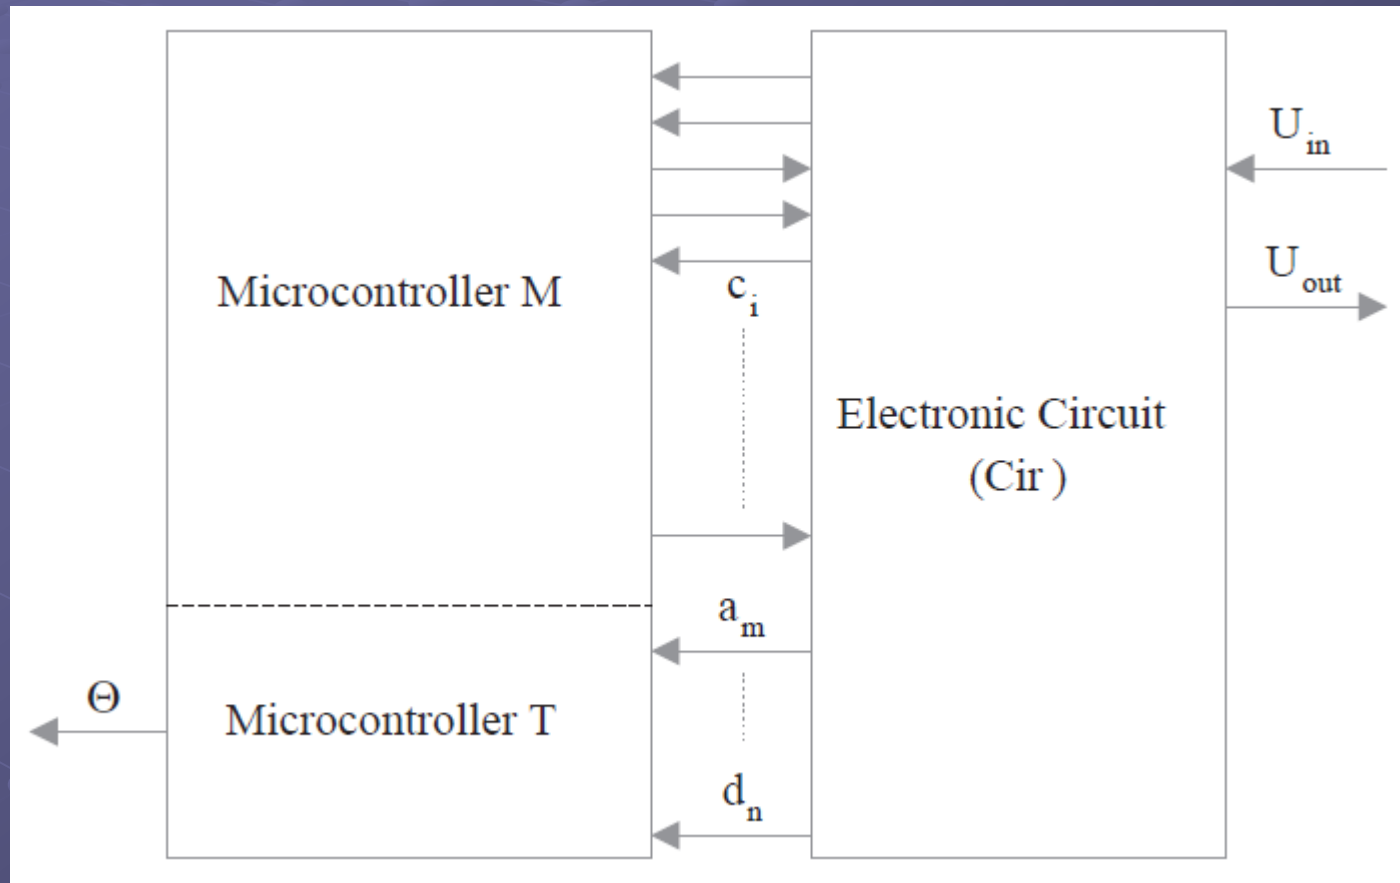 U_in
U_out
Microcontroller M
c_i
Electronic Circuit
(Cir )
a_m
Θ
Microcontroller T
d_n